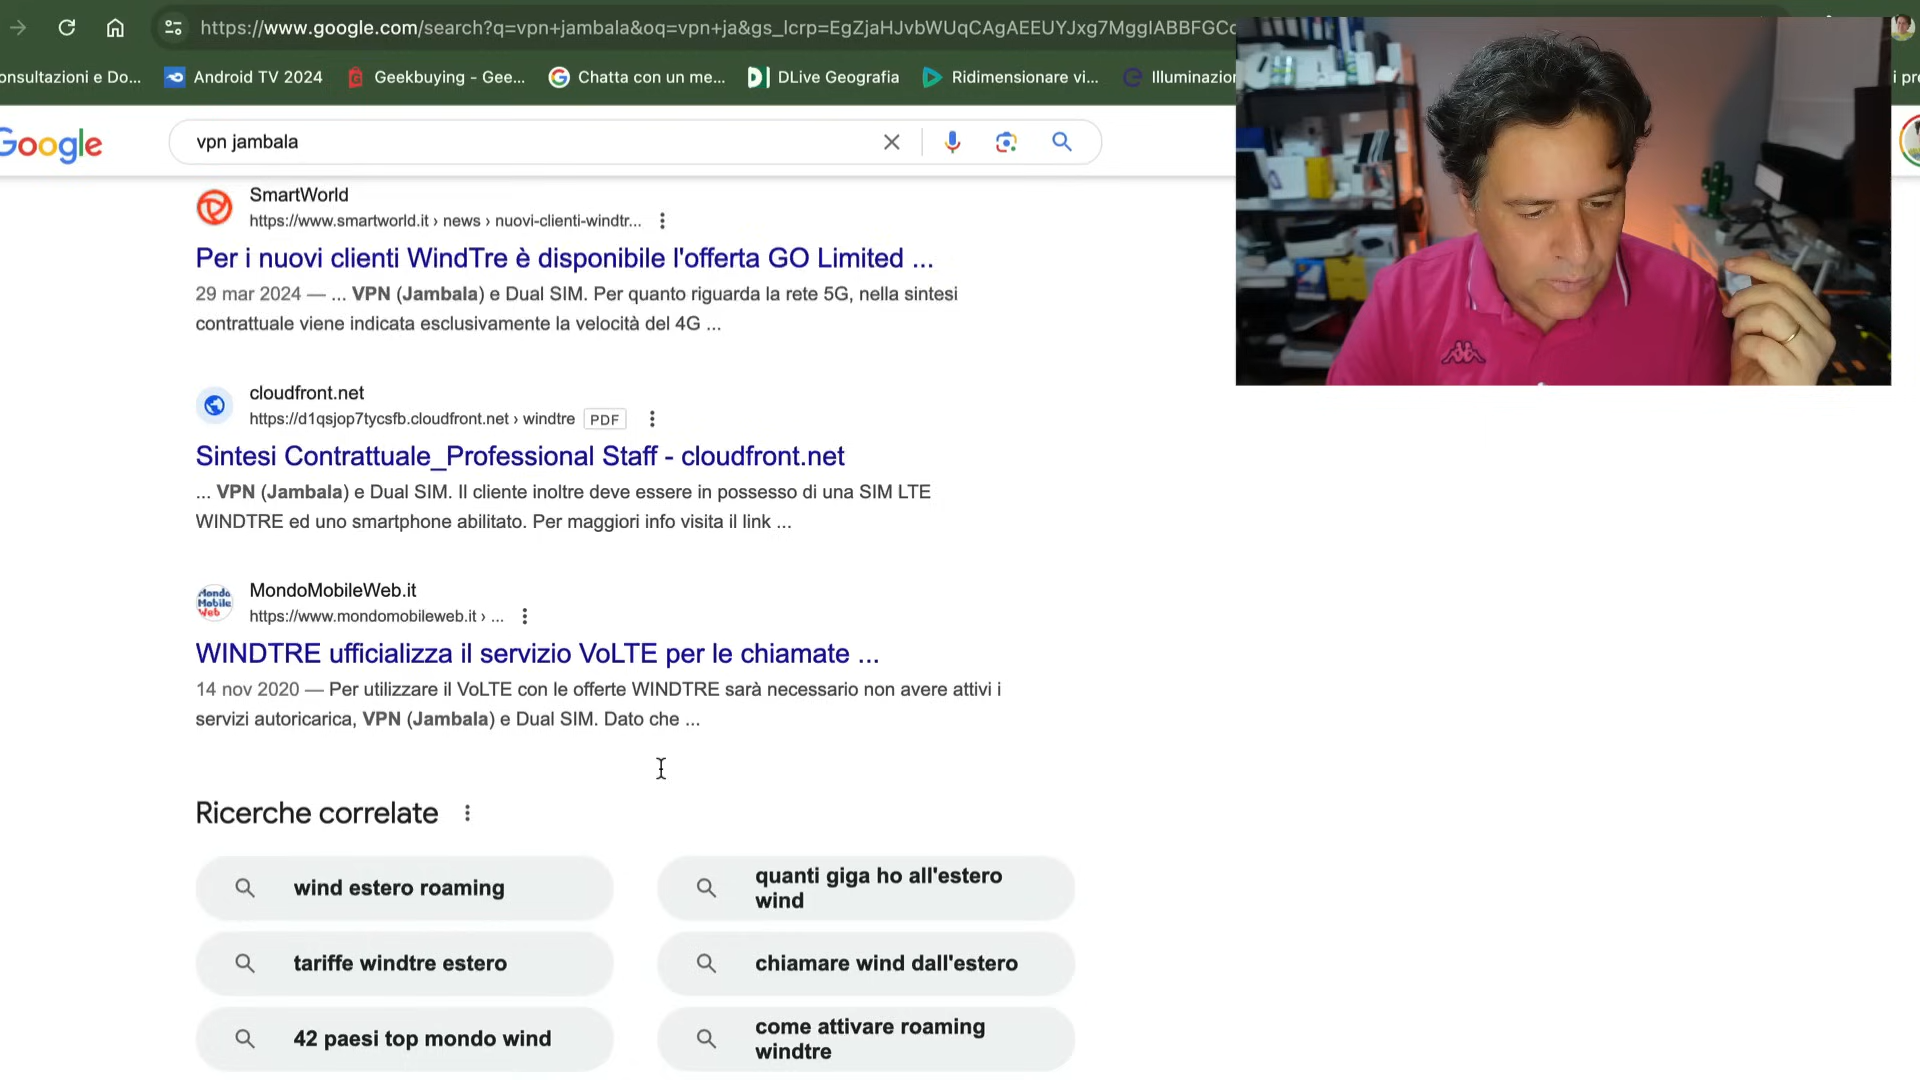 https://www.google.com/search?q=vpn+jambala&oq=vpn+ja&gs_lcrp=EgZjaHJvbWUqCAgAEEUYJxg7MggIABBFGC
onsultazioni e Do...
Android TV 2024
Geekbuying - Gee...
Chatta con un me...
DLive Geografia
Ridimensionare vi...
Illuminazion
i pre
Google
vpn jambala
SmartWorld
https://www.smartworld.it › news › nuovi-clienti-windtr...
Per i nuovi clienti WindTre è disponibile l'offerta GO Limited ...
29 mar 2024 — ... VPN (Jambala) e Dual SIM. Per quanto riguarda la rete 5G, nella sintesi
contrattuale viene indicata esclusivamente la velocità del 4G ...
cloudfront.net
https://d1qsjop7tycsfb.cloudfront.net › windtre PDF
Sintesi Contrattuale_Professional Staff - cloudfront.net
... VPN (Jambala) e Dual SIM. Il cliente inoltre deve essere in possesso di una SIM LTE
WINDTRE ed uno smartphone abilitato. Per maggiori info visita il link ...
Mondo
Mobile
Web
MondoMobileWeb.it
https://www.mondomobileweb.it › ...
WINDTRE ufficializza il servizio VoLTE per le chiamate ...
14 nov 2020 — Per utilizzare il VoLTE con le offerte WINDTRE sarà necessario non avere attivi i
servizi autoricarica, VPN (Jambala) e Dual SIM. Dato che ...
Ricerche correlate
wind estero roaming
quanti giga ho all'estero
wind
tariffe windtre estero
chiamare wind dall'estero
42 paesi top mondo wind
come attivare roaming
windtre